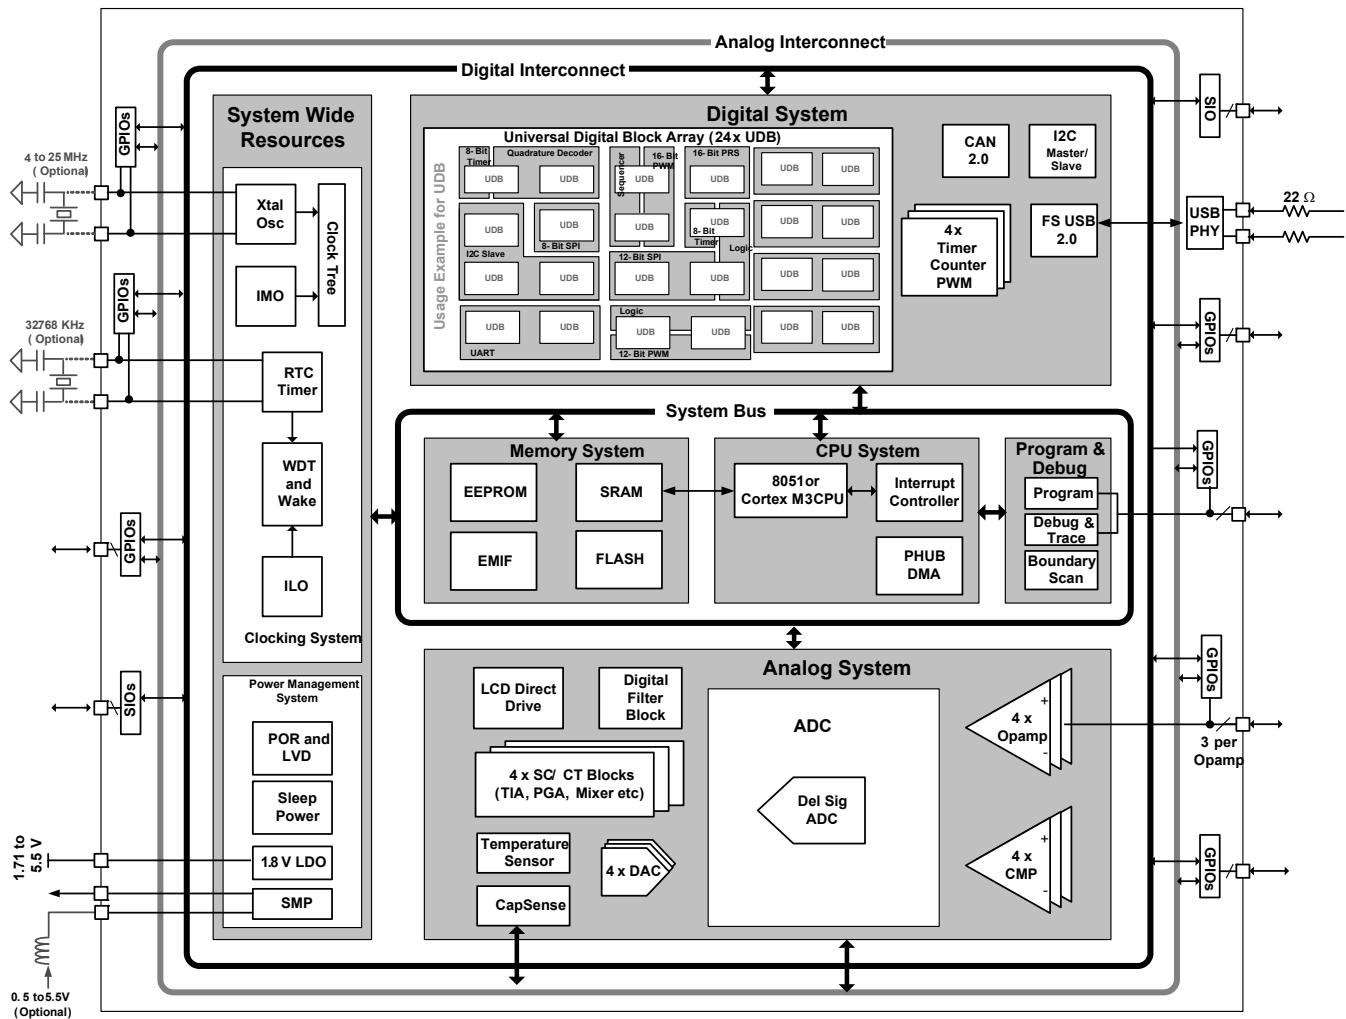 Analog Interconnect
Digital Interconnect
System Wide
Resources
4 to 25 MHz
( Optional)
GPIOs
Xtal
Osc
Clock Tree
IMO
GPIOs
32768 KHz
( Optional)
RTC
Timer
WDT
and
Wake
GPIOs
ILO
Clocking System
SIOs
Power Management
System
POR and
LVD
Sleep
Power
1.71 to
5.5 V
1.8 V LDO
SMP
0. 5 to5.5V
(Optional)
Digital System
Universal Digital Block Array (24x UDB)
Usage Example for UDB
8- Bit
Timer
Quadrature Decoder
Sequencer
16- Bit
PWM
16- Bit PRS
UDB
UDB
UDB
UDB
UDB
UDB
UDB
UDB
UDB
UDB
UDB
UDB
I2C Slave
8- Bit SPI
8- Bit
Timer
Logic
12- Bit SPI
UDB
UDB
UDB
UDB
UDB
UDB
Logic
UDB
UDB
UDB
UDB
UDB
UDB
UART
12- Bit PWM
CAN
2.0
I2C
Master/
Slave
4x
Timer
Counter
PWM
FS USB
2.0
SIO
USB
PHY
22 Ω
GPIOs
System Bus
Memory System
EEPROM
SRAM
EMIF
FLASH
CPU System
8051or
Cortex M3CPU
Interrupt
Controller
PHUB
DMA
Program &
Debug
Program
Debug &
Trace
Boundary
Scan
GPIOs
Analog System
LCD Direct
Drive
Digital
Filter
Block
4 x SC/ CT Blocks
(TIA, PGA, Mixer etc)
Temperature
Sensor
4 x DAC
CapSense
ADC
Del Sig
ADC
+
4 x
Opamp
-
+
4 x
CMP
-
GPIOs
3 per
Opamp
GPIOs